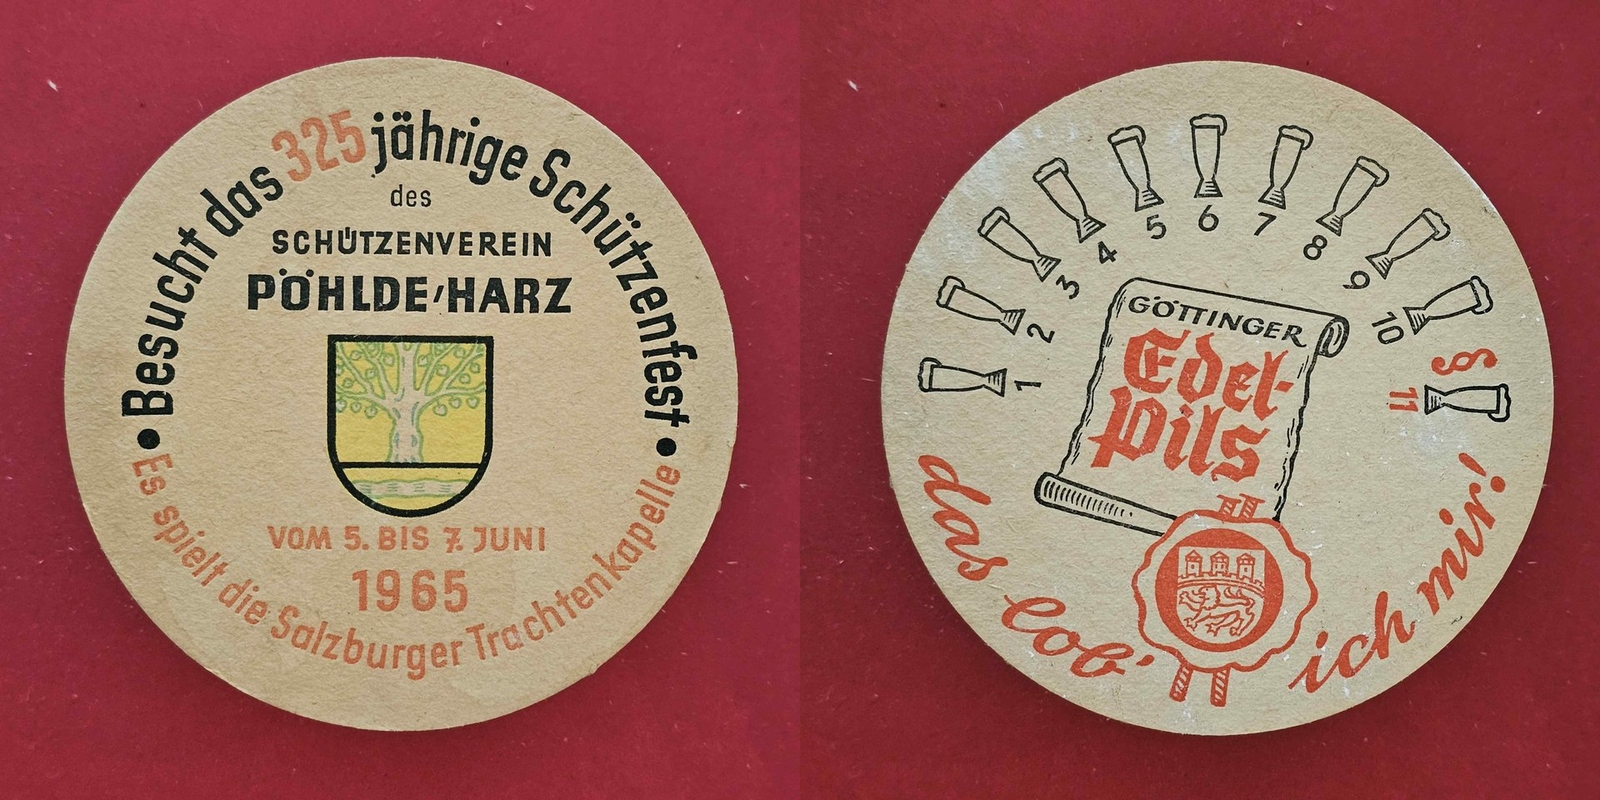 Besucht das 325 jährige Schützenfest
des
SCHÜTZENVEREIN
PÖHLDE/HARZ
VOM 5. BIS 7. JUNI
1965
Es spielt die Salzburger Trachtenkapelle
1 2 3 4 5 6 7 8 9 10 § 11
GÖTTINGER
Edel-
Pils
das lob' ich mir!